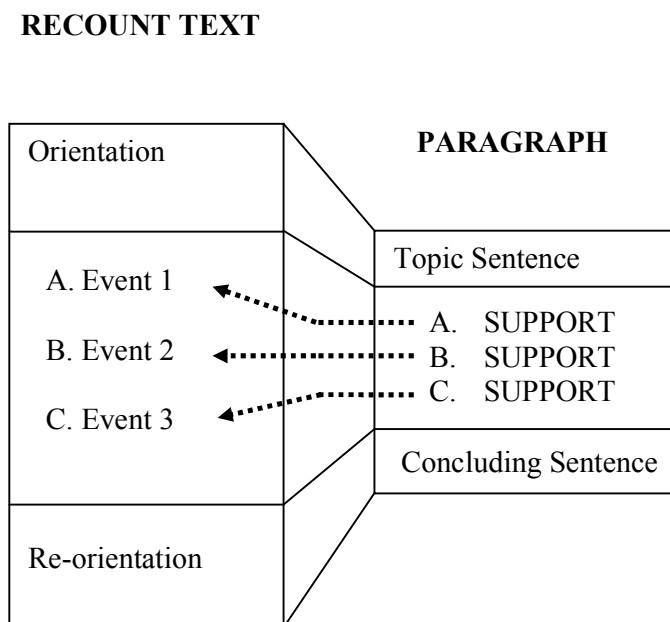 RECOUNT TEXT
Orientation
A. Event 1
B. Event 2
C. Event 3
Re-orientation
PARAGRAPH
Topic Sentence
A. SUPPORT
B. SUPPORT
C. SUPPORT
Concluding Sentence